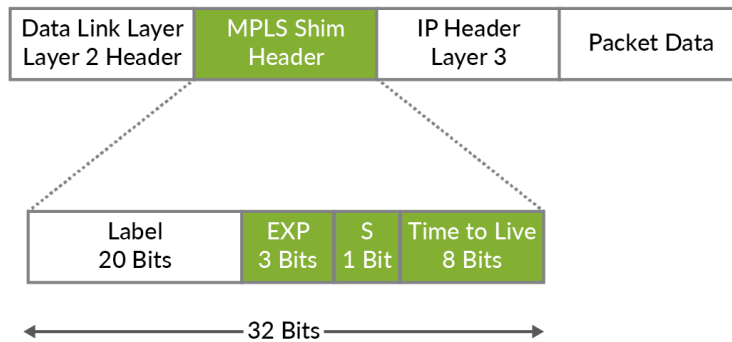 Data Link Layer
Layer 2 Header
MPLS Shim
Header
IP Header
Layer 3
Packet Data
Label
20 Bits
EXP
3 Bits
S
1 Bit
Time to Live
8 Bits
32 Bits